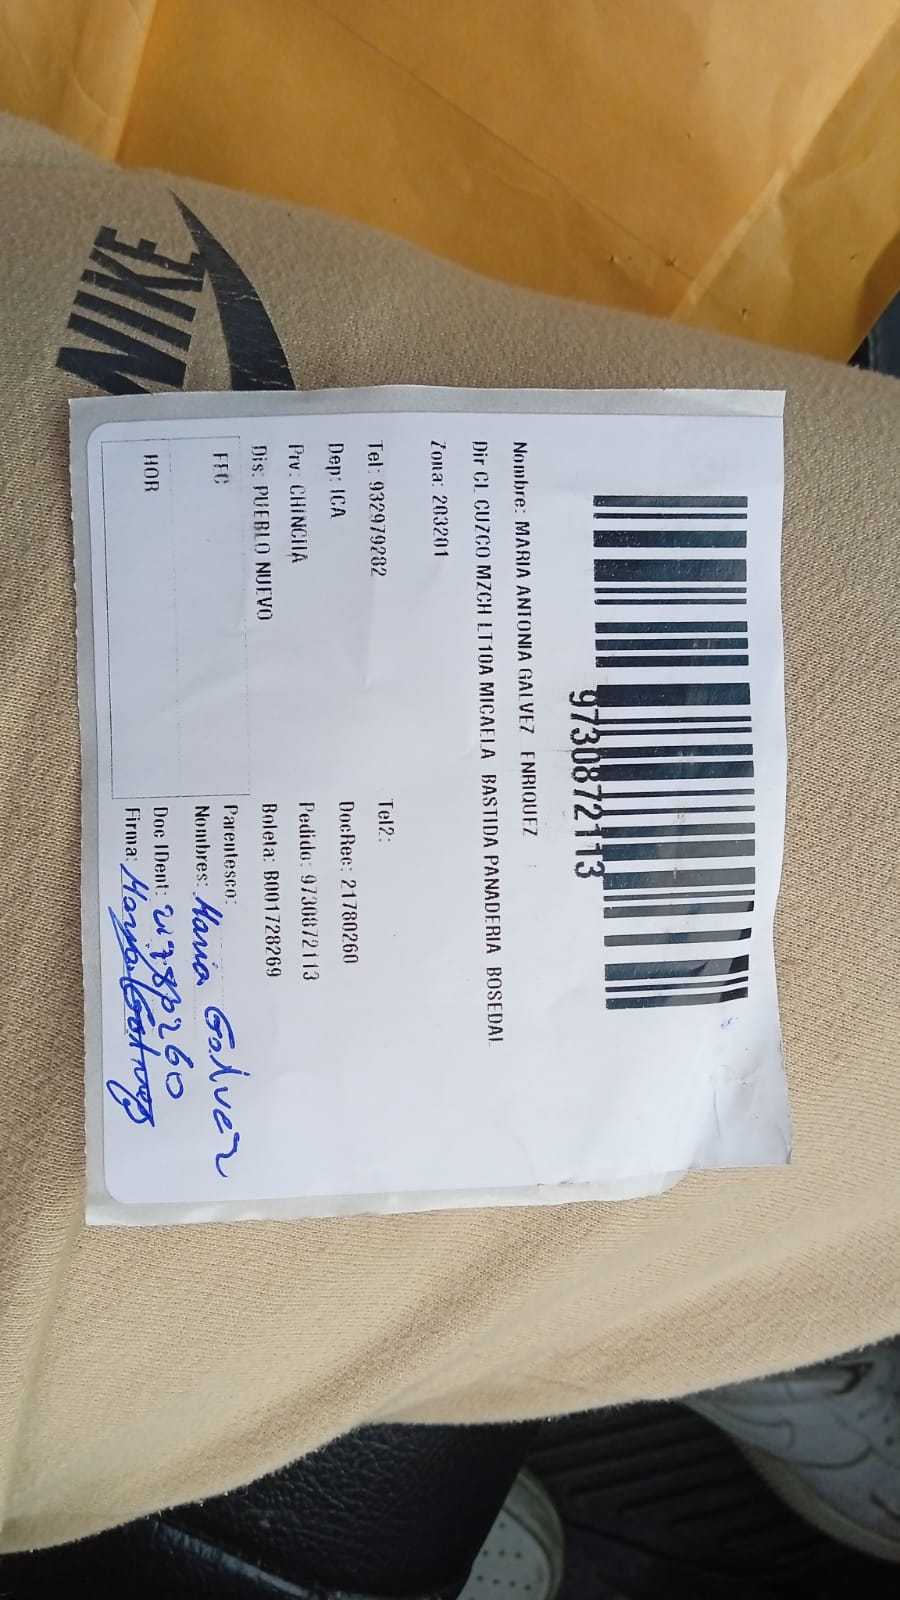 NIKE
9730872113
Nombre: MARIA ANTONIA GALVEZ ENRIQUEZ
Dir CL CUZCO MZCH LT10A MICAELA BASTIDA PANADERIA BOSEDAL
Zona: 203201
Tel: 932979282
Tel2:
Dep: ICA
DocRec: 21780260
Prv: CHINCHA
Pedido: 9730872113
Dis: PUEBLO NUEVO
Boleta: B001728269
FEC
Parentesco:
Nombres: Maria Galvez
HOR
Doc IDent: 21780260
Firma: